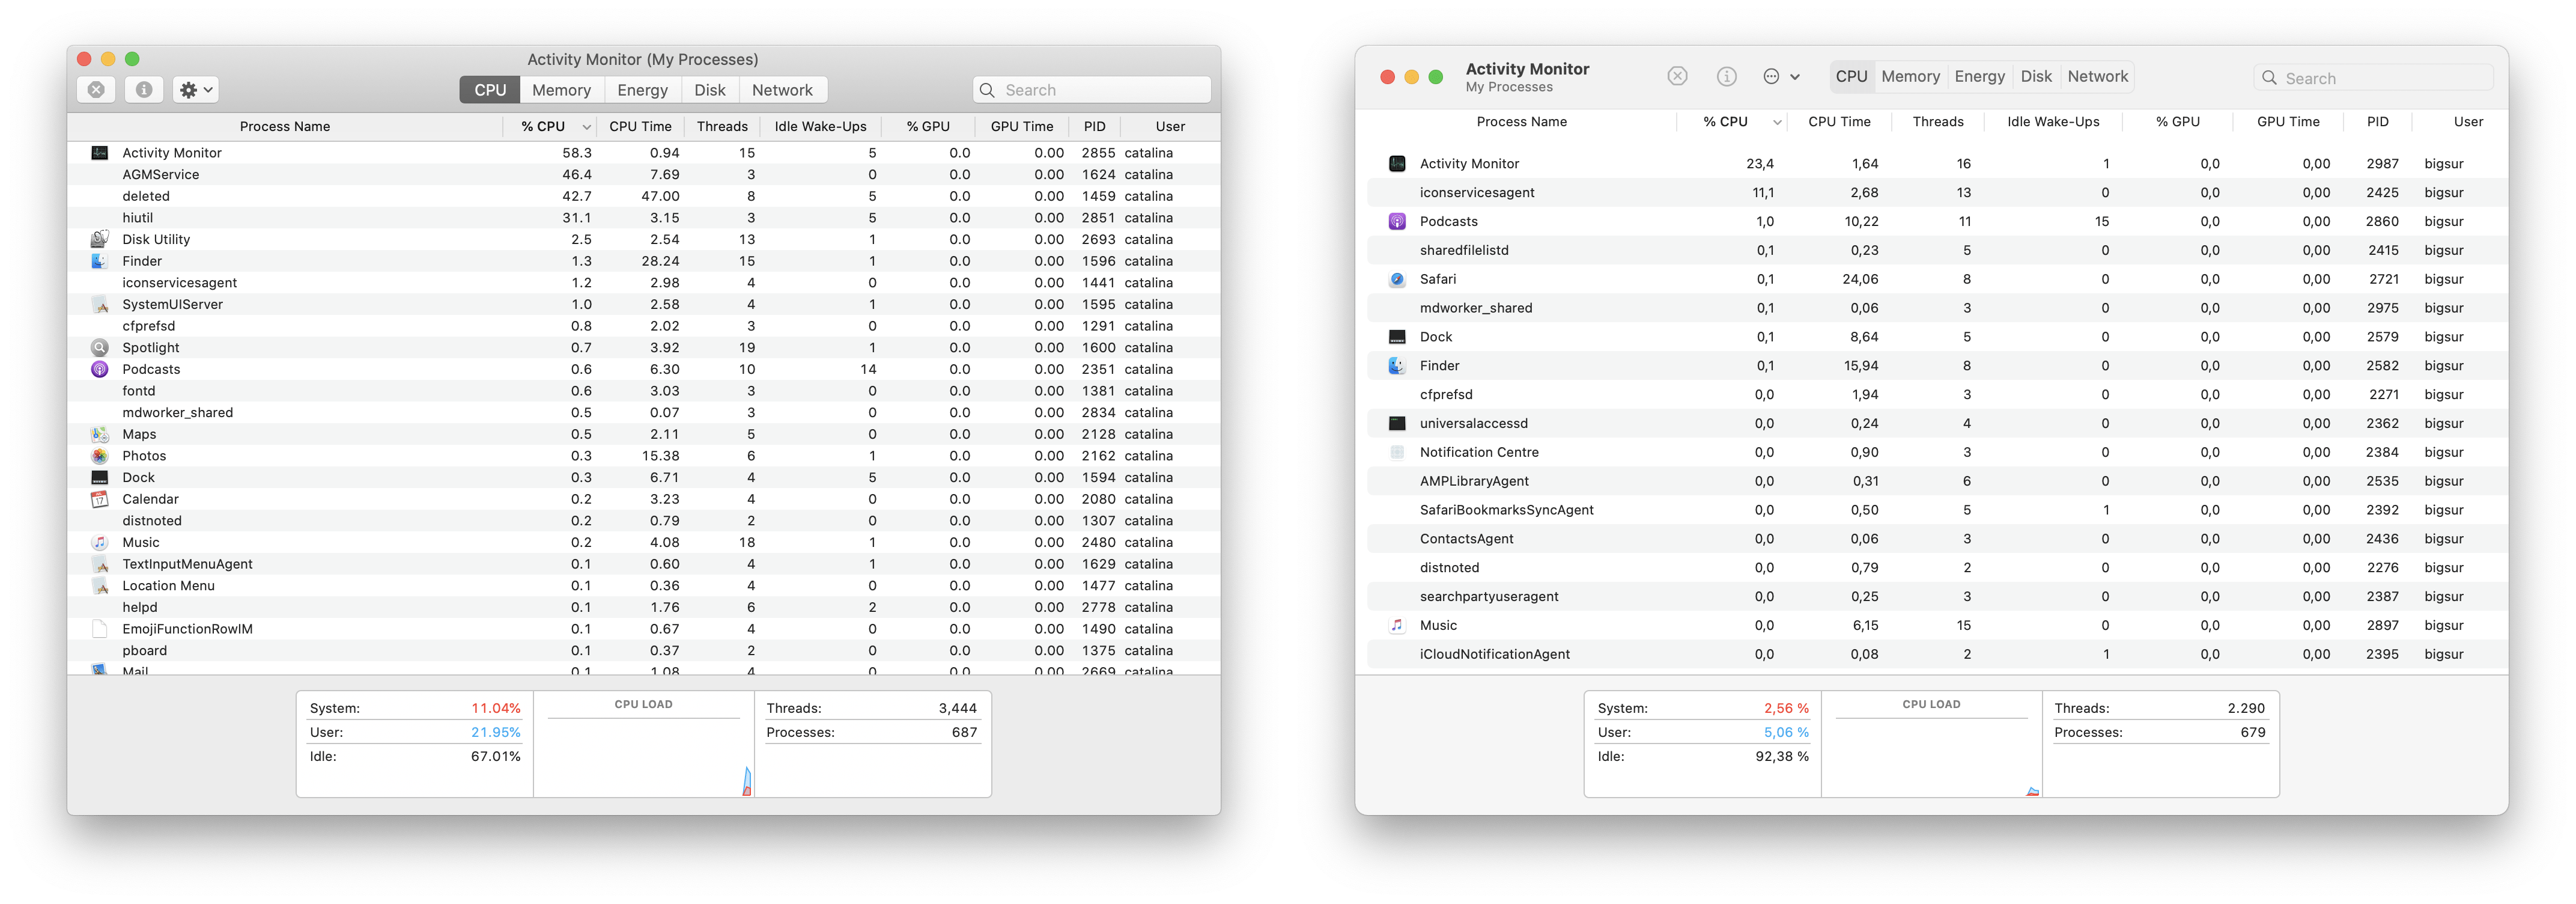 Activity Monitor (My Processes)
CPU Memory Energy Disk Network Search
Process Name % CPU CPU Time Threads Idle Wake-Ups % GPU GPU Time PID User
Activity Monitor 58.3 0.94 15 5 0.0 0.00 2855 catalina
AGMService 46.4 7.69 3 0 0.0 0.00 1624 catalina
deleted 42.7 47.00 8 5 0.0 0.00 1459 catalina
hiutil 31.1 3.15 3 5 0.0 0.00 2851 catalina
Disk Utility 2.5 2.54 13 1 0.0 0.00 2693 catalina
Finder 1.3 28.24 15 1 0.0 0.00 1596 catalina
iconservicesagent 1.2 2.98 4 0 0.0 0.00 1441 catalina
SystemUIServer 1.0 2.58 4 1 0.0 0.00 1595 catalina
cfprefsd 0.8 2.02 3 0 0.0 0.00 1291 catalina
Spotlight 0.7 3.92 19 1 0.0 0.00 1600 catalina
Podcasts 0.6 6.30 10 14 0.0 0.00 2351 catalina
fontd 0.6 3.03 3 0 0.0 0.00 1381 catalina
mdworker_shared 0.5 0.07 3 0 0.0 0.00 2834 catalina
Maps 0.5 2.11 5 0 0.0 0.00 2128 catalina
Photos 0.3 15.38 6 1 0.0 0.00 2162 catalina
Dock 0.3 6.71 4 5 0.0 0.00 1594 catalina
Calendar 0.2 3.23 4 0 0.0 0.00 2080 catalina
distnoted 0.2 0.79 2 0 0.0 0.00 1307 catalina
Music 0.2 4.08 18 1 0.0 0.00 2480 catalina
TextInputMenuAgent 0.1 0.60 4 1 0.0 0.00 1629 catalina
Location Menu 0.1 0.36 4 0 0.0 0.00 1477 catalina
helpd 0.1 1.76 6 2 0.0 0.00 2778 catalina
EmojiFunctionRowIM 0.1 0.67 4 0 0.0 0.00 1490 catalina
pboard 0.1 0.37 2 0 0.0 0.00 1375 catalina
Mail 0.1 1.08 4 0 0.0 0.00 2669 catalina
System: 11.04%
User: 21.95%
Idle: 67.01%
CPU LOAD
Threads: 3,444
Processes: 687
Activity Monitor
My Processes
CPU Memory Energy Disk Network Search
Process Name % CPU CPU Time Threads Idle Wake-Ups % GPU GPU Time PID User
Activity Monitor 23,4 1,64 16 1 0,0 0,00 2987 bigsur
iconservicesagent 11,1 2,68 13 0 0,0 0,00 2425 bigsur
Podcasts 1,0 10,22 11 15 0,0 0,00 2860 bigsur
sharedfilelistd 0,1 0,23 5 0 0,0 0,00 2415 bigsur
Safari 0,1 24,06 8 0 0,0 0,00 2721 bigsur
mdworker_shared 0,1 0,06 3 0 0,0 0,00 2975 bigsur
Dock 0,1 8,64 5 0 0,0 0,00 2579 bigsur
Finder 0,1 15,94 8 0 0,0 0,00 2582 bigsur
cfprefsd 0,0 1,94 3 0 0,0 0,00 2271 bigsur
universalaccessd 0,0 0,24 4 0 0,0 0,00 2362 bigsur
Notification Centre 0,0 0,90 3 0 0,0 0,00 2384 bigsur
AMPLibraryAgent 0,0 0,31 6 0 0,0 0,00 2535 bigsur
SafariBookmarksSyncAgent 0,0 0,50 5 1 0,0 0,00 2392 bigsur
ContactsAgent 0,0 0,06 3 0 0,0 0,00 2436 bigsur
distnoted 0,0 0,79 2 0 0,0 0,00 2276 bigsur
searchpartyuseragent 0,0 0,25 3 0 0,0 0,00 2387 bigsur
Music 0,0 6,15 15 0 0,0 0,00 2897 bigsur
iCloudNotificationAgent 0,0 0,08 2 1 0,0 0,00 2395 bigsur
System: 2,56 %
User: 5,06 %
Idle: 92,38 %
CPU LOAD
Threads: 2.290
Processes: 679